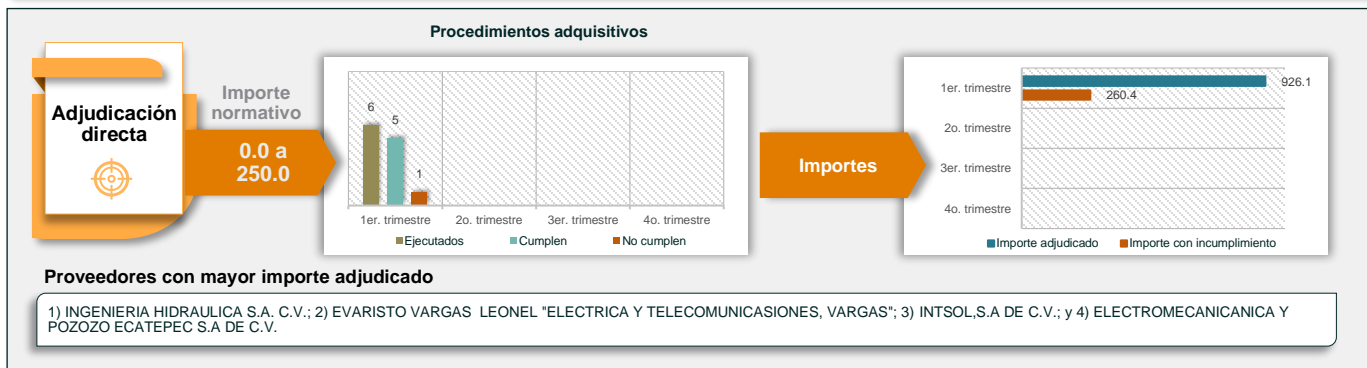 Procedimientos adquisitivos
Adjudicación
directa
Importe
normativo
0.0 a
250.0
6
5
1
1er. trimestre
2o. trimestre
3er. trimestre
4o. trimestre
Ejecutados
Cumplen
No cumplen
Importes
1er. trimestre
926.1
260.4
2o. trimestre
3er. trimestre
4o. trimestre
Importe adjudicado
Importe con incumplimiento
Proveedores con mayor importe adjudicado
1) INGENIERIA HIDRAULICA S.A. C.V.; 2) EVARISTO VARGAS  LEONEL "ELECTRICA Y TELECOMUNICASIONES, VARGAS"; 3) INTSOL,S.A DE C.V.; y 4) ELECTROMECANICANICA Y
POZOZO ECATEPEC S.A DE C.V.